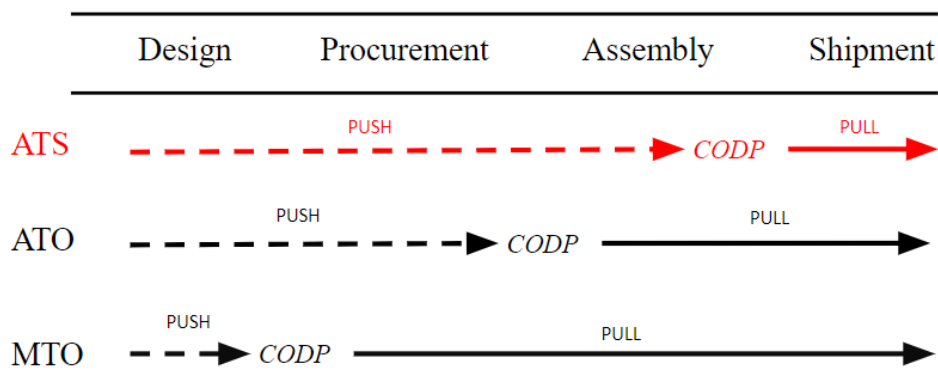 Design Procurement Assembly Shipment
PUSH PULL
ATS CODP
PUSH PULL
ATO CODP
PUSH PULL
MTO CODP